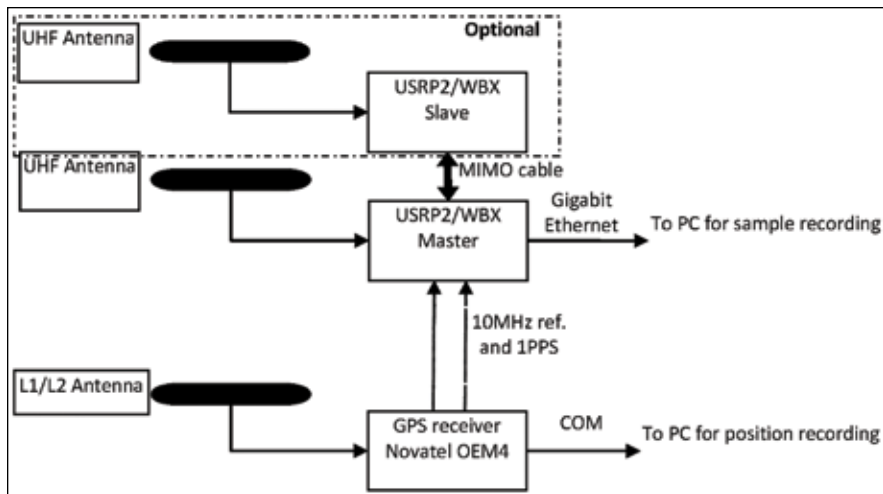 Optional
UHF Antenna
USRP2/WBX
Slave
UHF Antenna
MIMO cable
USRP2/WBX
Master
Gigabit
Ethernet
To PC for sample recording
10MHz ref.
and 1PPS
L1/L2 Antenna
GPS receiver
Novatel OEM4
COM
To PC for position recording